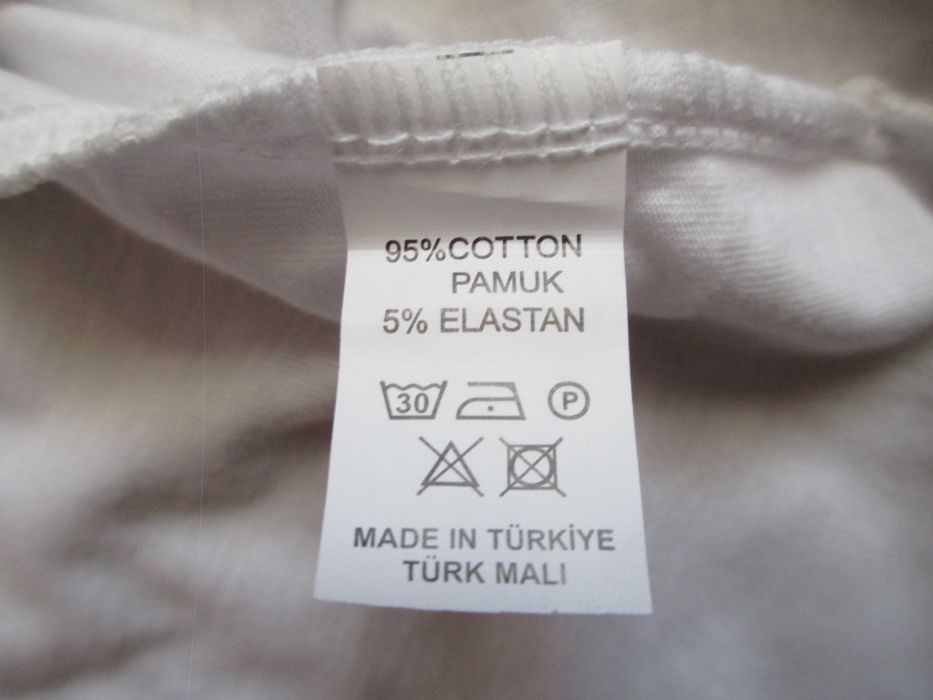 95%COTTON
PAMUK
5% ELASTAN
30 P
MADE IN TÜRKİYE
TÜRK MALI